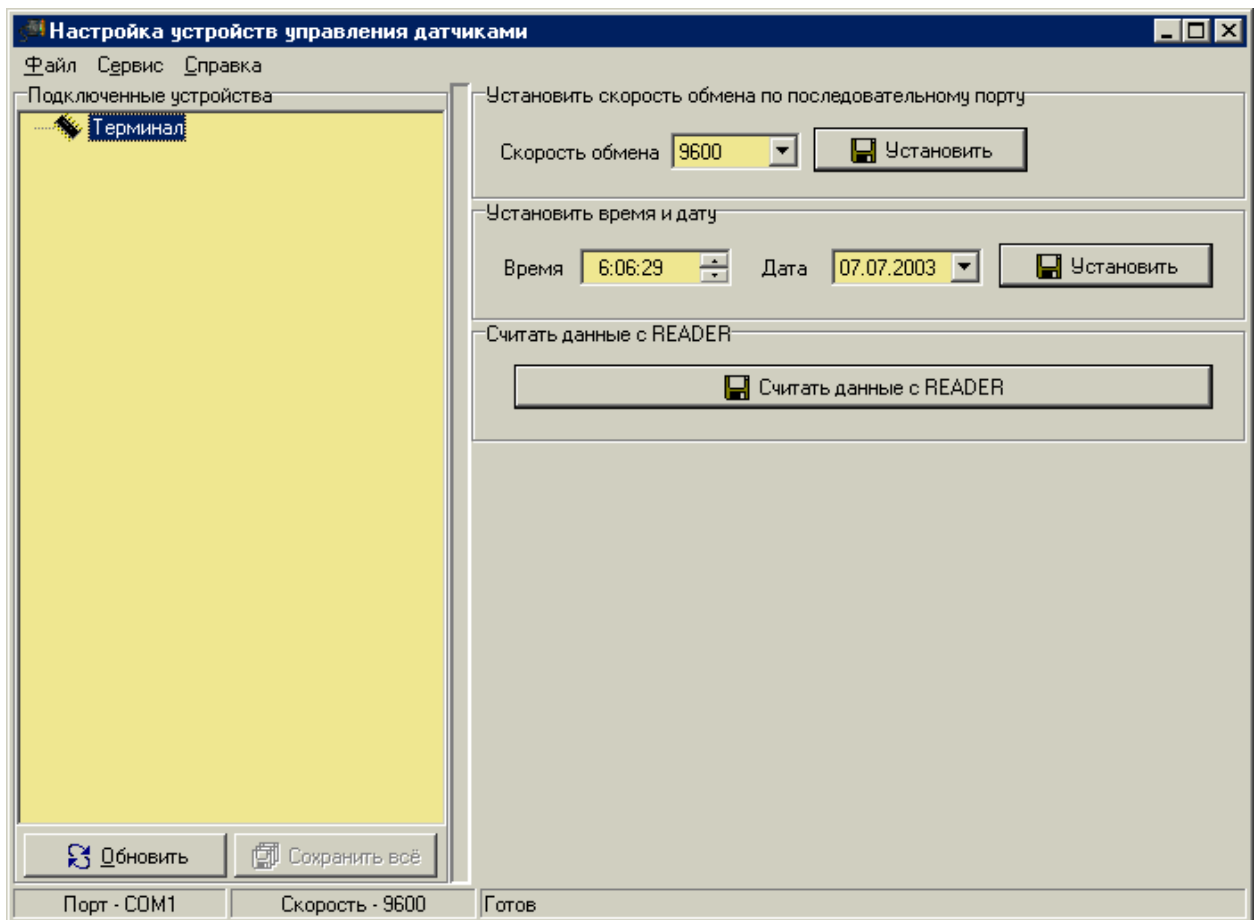 Настройка устройств управления датчиками
Файл Сервис Справка
Подключенные устройства
Терминал
Установить скорость обмена по последовательному порту
Скорость обмена 9600 Установить
Установить время и дату
Время 6:06:29 Дата 07.07.2003 Установить
Считать данные с READER
Считать данные с READER
Обновить Сохранить всё
Порт - COM1 Скорость - 9600 Готов